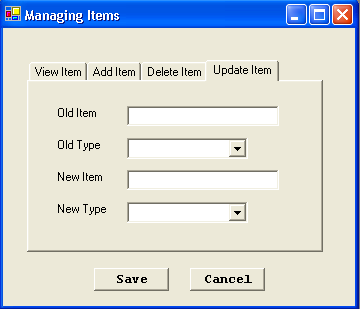 Managing Items
View Item Add Item Delete Item Update Item
Old Item
Old Type
New Item
New Type
Save Cancel